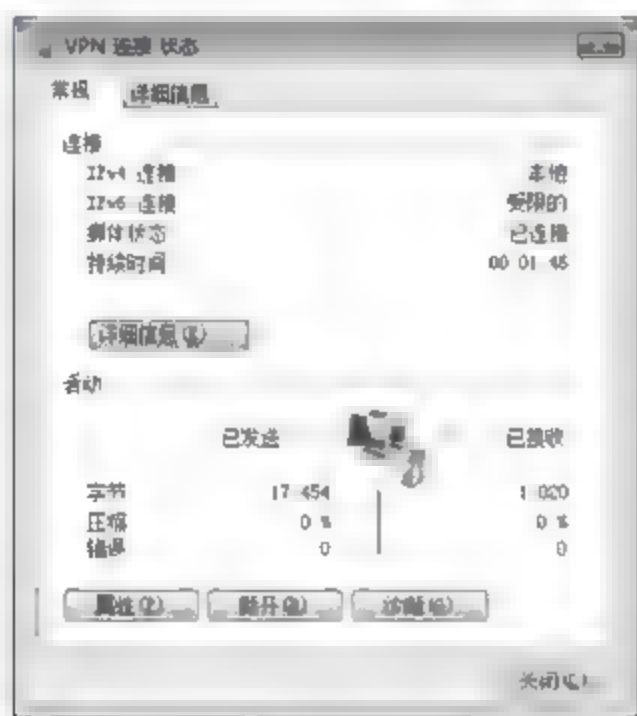 VPN 连接 状态
常规 详细信息
连接
IPv4 连接 本地
IPv6 连接 受限的
媒体状态 已连接
持续时间 00:01:46
详细信息(E)
活动
已发送 已接收
字节 17 454 1 020
压缩 0 % 0 %
错误 0 0
属性(P) 断开(D) 诊断(G)
关闭(C)